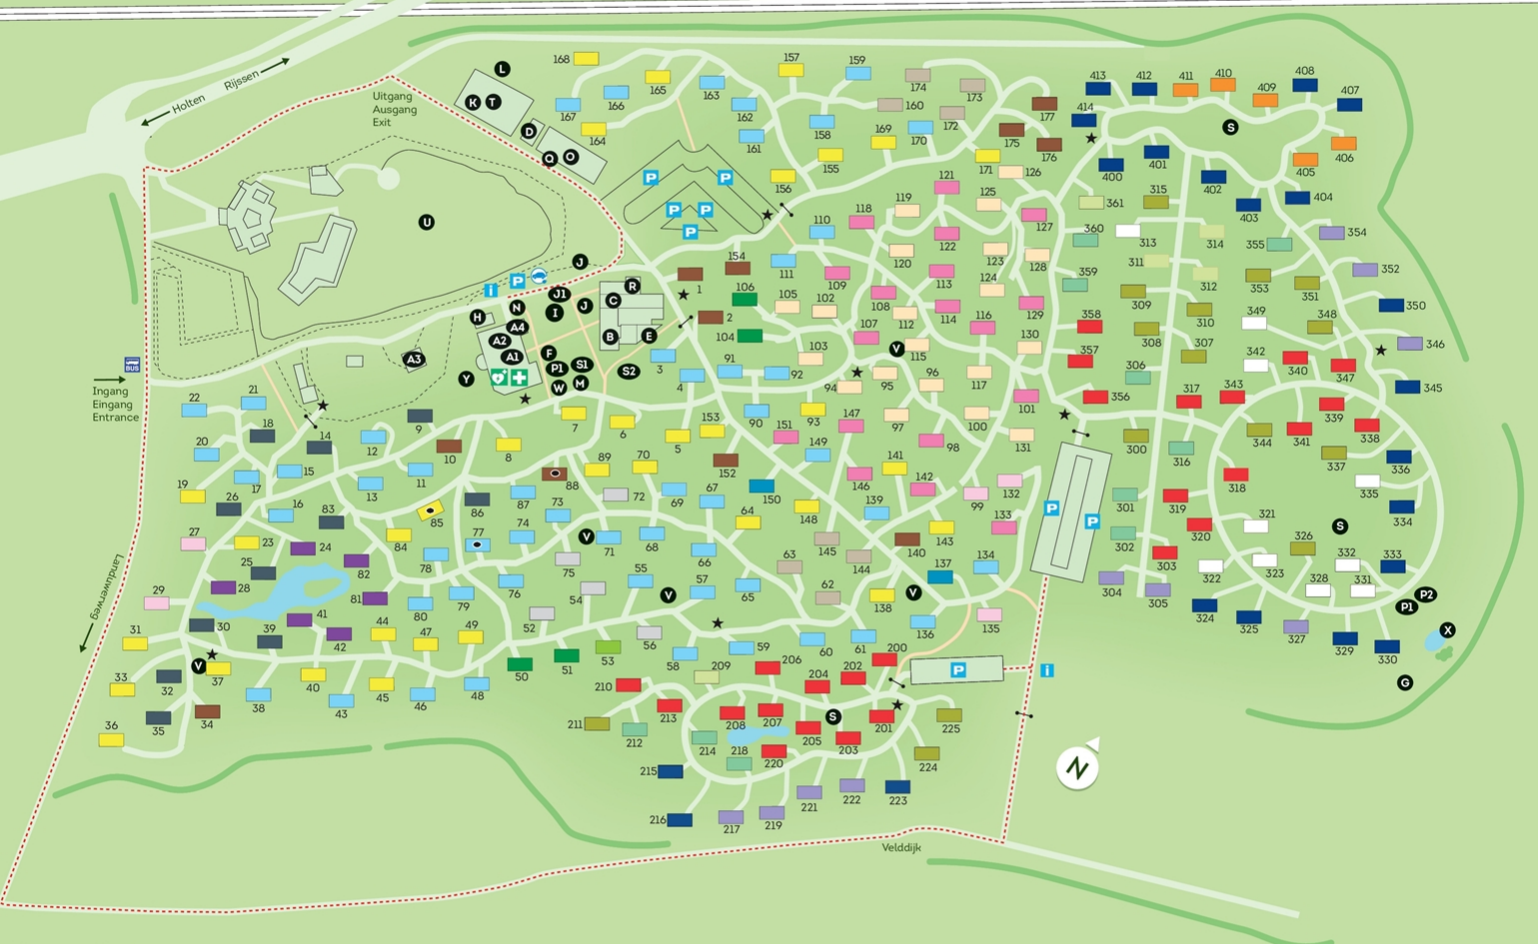 Holten Rijssen
Uitgang
Ausgang
Exit
L
K T
D
Q O
U
J
P
i
J1
N
I
J
H
A4
A2
A1
A3
F
P1
S1
W
M
Y
S2
R
C
B
E
BUS
Ingang
Eingang
Entrance
Landuwerweg
P P
P P
P
168 165 157 159 174 173
167 166 163 162 160 172 177
164 161 158 169 170 175 176
155 171 126
156
413 412 411 410 409 408 407
414 S 406
400 401 402 403 404 405
121 125 119 118 127
110 122 120 123 128
154 111 109 113 124
1 106 105 102 108 112 114 129
2 104 107 116 130
V 115
3 91 92 103 117
4 94 95 96
361 315 360 313 314 355 354
359 311 312 353 351 352
309 310 350
358 308 307 349 348 346
357 306 342 340 347 345
356 317 343 339 338
22 21 18 14 9
20 12 10 8 7 6 5 153 90 93 147 97 98 100 101 131
19 17 15 13 11 152 151 149
26 16 83 85 86 87 88 89 70 72 69 67 150 148 146 141 142 139 99 132
27 23 24 84 77 74 73 V 71 68 64 145 143 133
25 28 82 78 75 66 63 144 140 134
29 81 80 79 76 54 55 V 57 65 62 138 V 137
31 30 39 41 42 44 47 49 52 56 59 60 61 136 135
V 37 40 45 46 48 50 51 53 58
33 32 38 43
36 35 34
300 316 344 341 337 336
301 319 318 335 334
302 320 321 S
303 322 323 326 332 333
304 305 328 331
324 325 327 329 330
P1 P2
X
G
P P
P
i
209 206 204 202 200
210 213 208 207 S 201
211 212 214 218 205 203 225
215 220 224
216 217 219 221 222 223
N
Velddijk